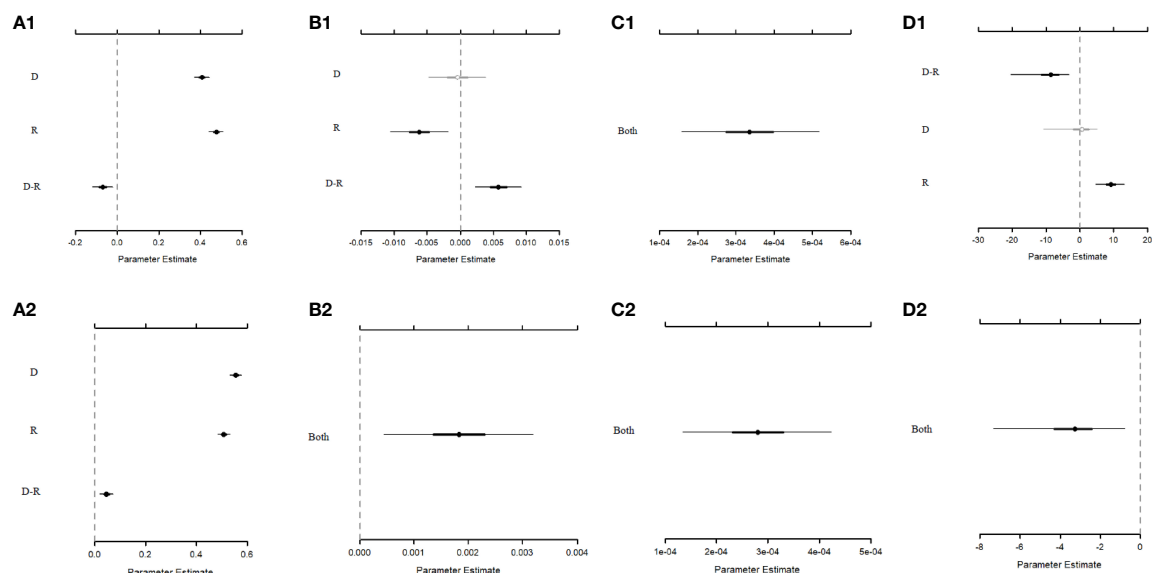 A1
D
R
D-R
-0.2 0.0 0.2 0.4 0.6
Parameter Estimate
B1
D
R
D-R
-0.015 -0.010 -0.005 0.000 0.005 0.010 0.015
Parameter Estimate
C1
Both
1e-04 2e-04 3e-04 4e-04 5e-04 6e-04
Parameter Estimate
D1
D-R
D
R
-30 -20 -10 0 10 20
Parameter Estimate
A2
D
R
D-R
0.0 0.2 0.4 0.6
Parameter Estimate
B2
Both
0.000 0.001 0.002 0.003 0.004
Parameter Estimate
C2
Both
1e-04 2e-04 3e-04 4e-04 5e-04
Parameter Estimate
D2
Both
-8 -6 -4 -2 0
Parameter Estimate